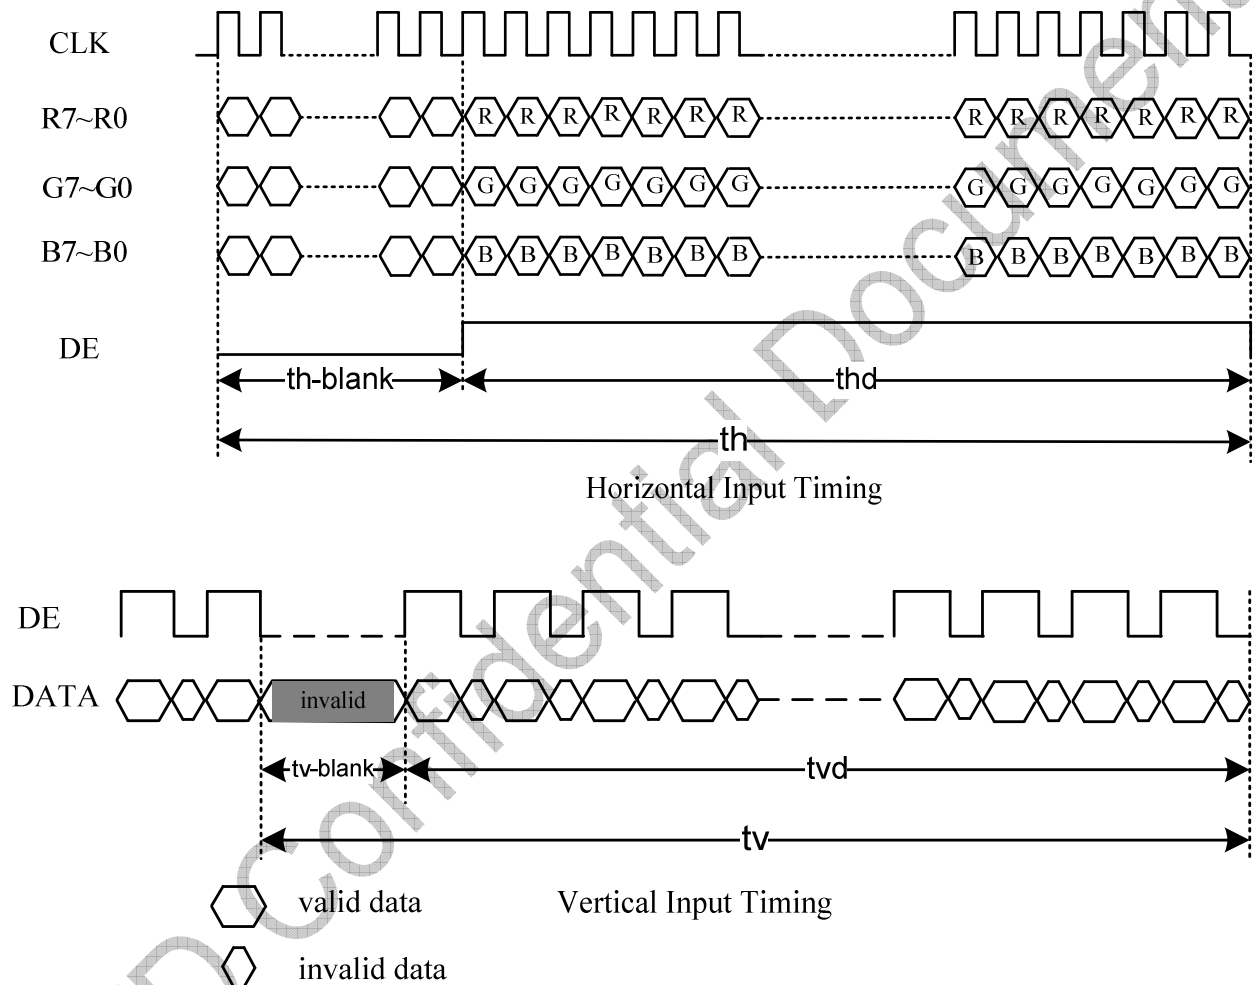 CLK
R7~R0
R R R R R R R R R R R R R R
G7~G0
G G G G G G G G G G G G G G
B7~B0
B B B B B B B B B B B B B B
DE
th-blank thd
th
Horizontal Input Timing
DE
DATA invalid
tv-blank tvd
tv
valid data Vertical Input Timing
invalid data
Confidential Document